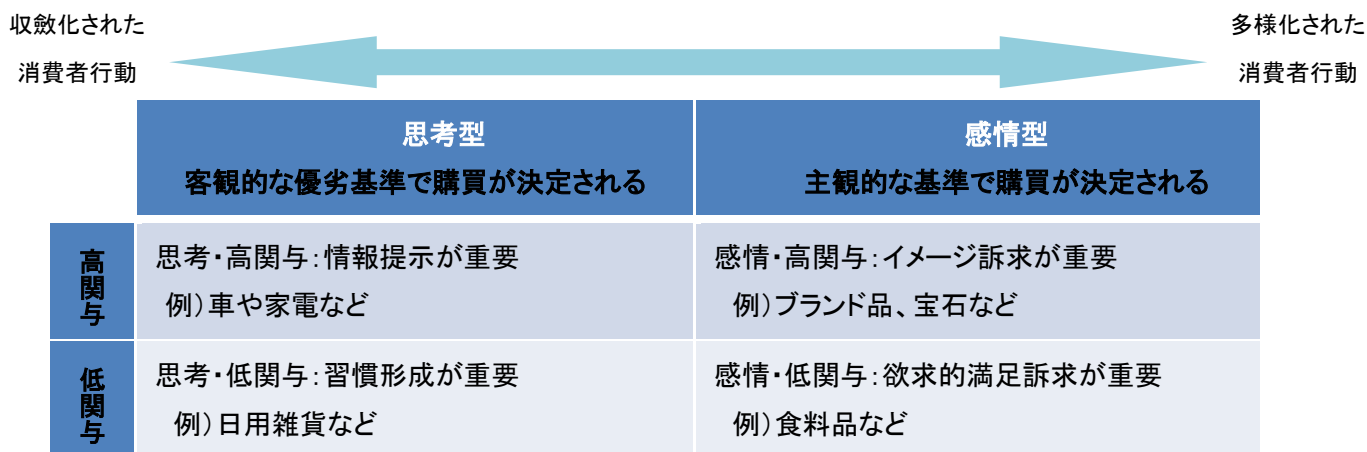 収斂化された
消費者行動
多様化された
消費者行動
思考型
客観的な優劣基準で購買が決定される
感情型
主観的な基準で購買が決定される
高関与
思考・高関与：情報提示が重要
例）車や家電など
感情・高関与：イメージ訴求が重要
例）ブランド品、宝石など
低関与
思考・低関与：習慣形成が重要
例）日用雑貨など
感情・低関与：欲求的満足訴求が重要
例）食料品など